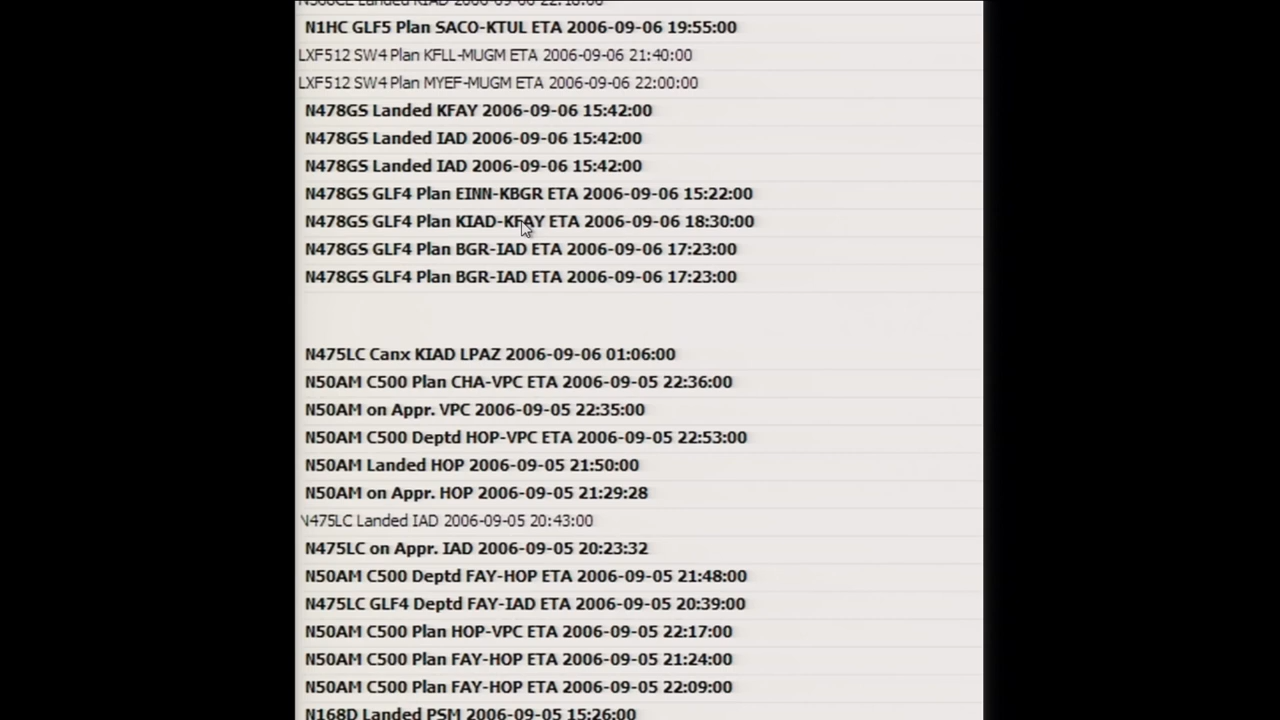 N1HC GLF5 Plan SACO-KTUL ETA 2006-09-06 19:55:00
LXF512 SW4 Plan KFLL-MUGM ETA 2006-09-06 21:40:00
LXF512 SW4 Plan MYEF-MUGM ETA 2006-09-06 22:00:00
N478GS Landed KFAY 2006-09-06 15:42:00
N478GS Landed IAD 2006-09-06 15:42:00
N478GS Landed IAD 2006-09-06 15:42:00
N478GS GLF4 Plan EINN-KBGR ETA 2006-09-06 15:22:00
N478GS GLF4 Plan KIAD-KFAY ETA 2006-09-06 18:30:00
N478GS GLF4 Plan BGR-IAD ETA 2006-09-06 17:23:00
N478GS GLF4 Plan BGR-IAD ETA 2006-09-06 17:23:00
N475LC Canx KIAD LPAZ 2006-09-06 01:06:00
N50AM C500 Plan CHA-VPC ETA 2006-09-05 22:36:00
N50AM on Appr. VPC 2006-09-05 22:35:00
N50AM C500 Deptd HOP-VPC ETA 2006-09-05 22:53:00
N50AM Landed HOP 2006-09-05 21:50:00
N50AM on Appr. HOP 2006-09-05 21:29:28
N475LC Landed IAD 2006-09-05 20:43:00
N475LC on Appr. IAD 2006-09-05 20:23:32
N50AM C500 Deptd FAY-HOP ETA 2006-09-05 21:48:00
N475LC GLF4 Deptd FAY-IAD ETA 2006-09-05 20:39:00
N50AM C500 Plan HOP-VPC ETA 2006-09-05 22:17:00
N50AM C500 Plan FAY-HOP ETA 2006-09-05 21:24:00
N50AM C500 Plan FAY-HOP ETA 2006-09-05 22:09:00
N168D Landed PSM 2006-09-05 15:26:00